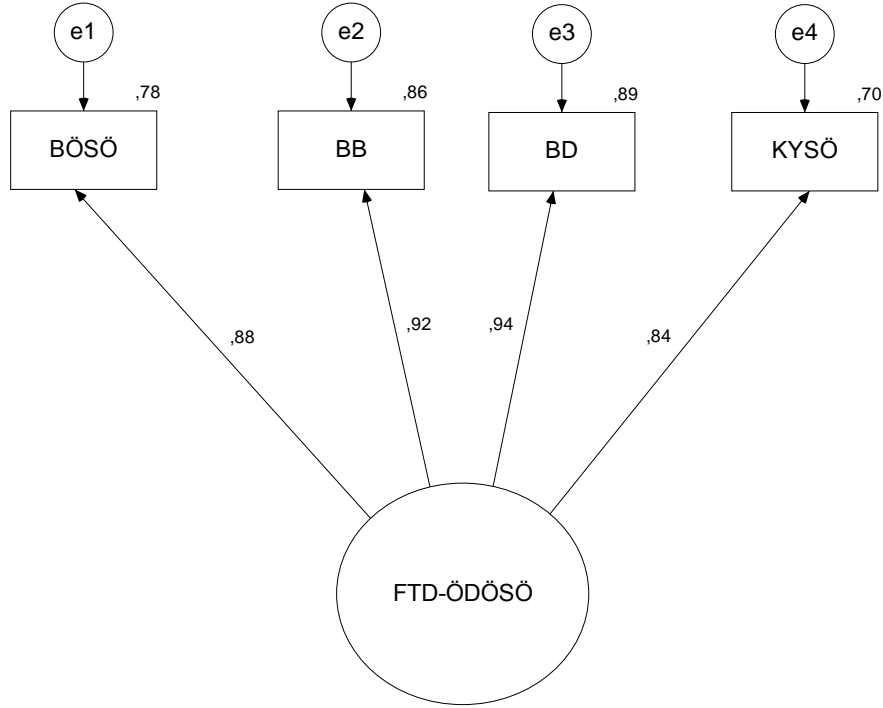 e1
e2
e3
e4
,78
,86
,89
,70
BÖSÖ
BB
BD
KYSÖ
,88
,92
,94
,84
FTD-ÖDÖSÖ